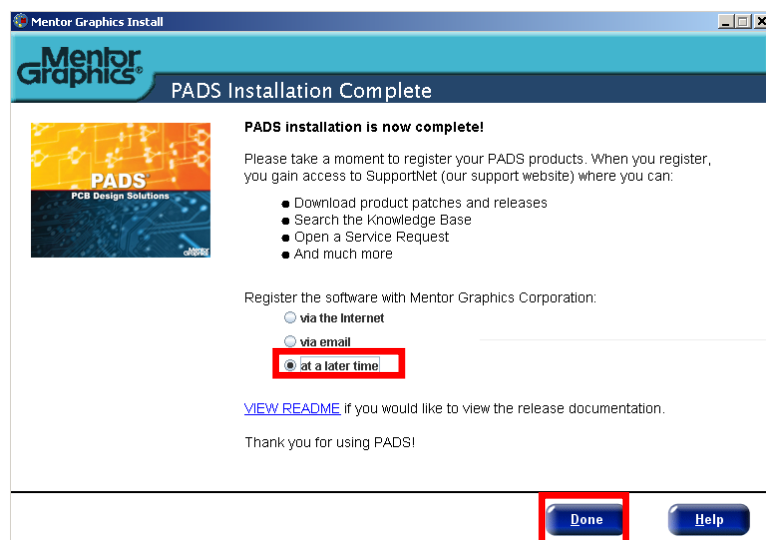 Mentor Graphics Install
Mentor
Graphics®
PADS Installation Complete
PADS installation is now complete!
Please take a moment to register your PADS products. When you register,
you gain access to SupportNet (our support website) where you can:
PADS
PCB Design Solutions
Mentor
Graphics
Download product patches and releases
Search the Knowledge Base
Open a Service Request
And much more
Register the software with Mentor Graphics Corporation:
via the Internet
via email
at a later time
VIEW README if you would like to view the release documentation.
Thank you for using PADS!
Done
Help